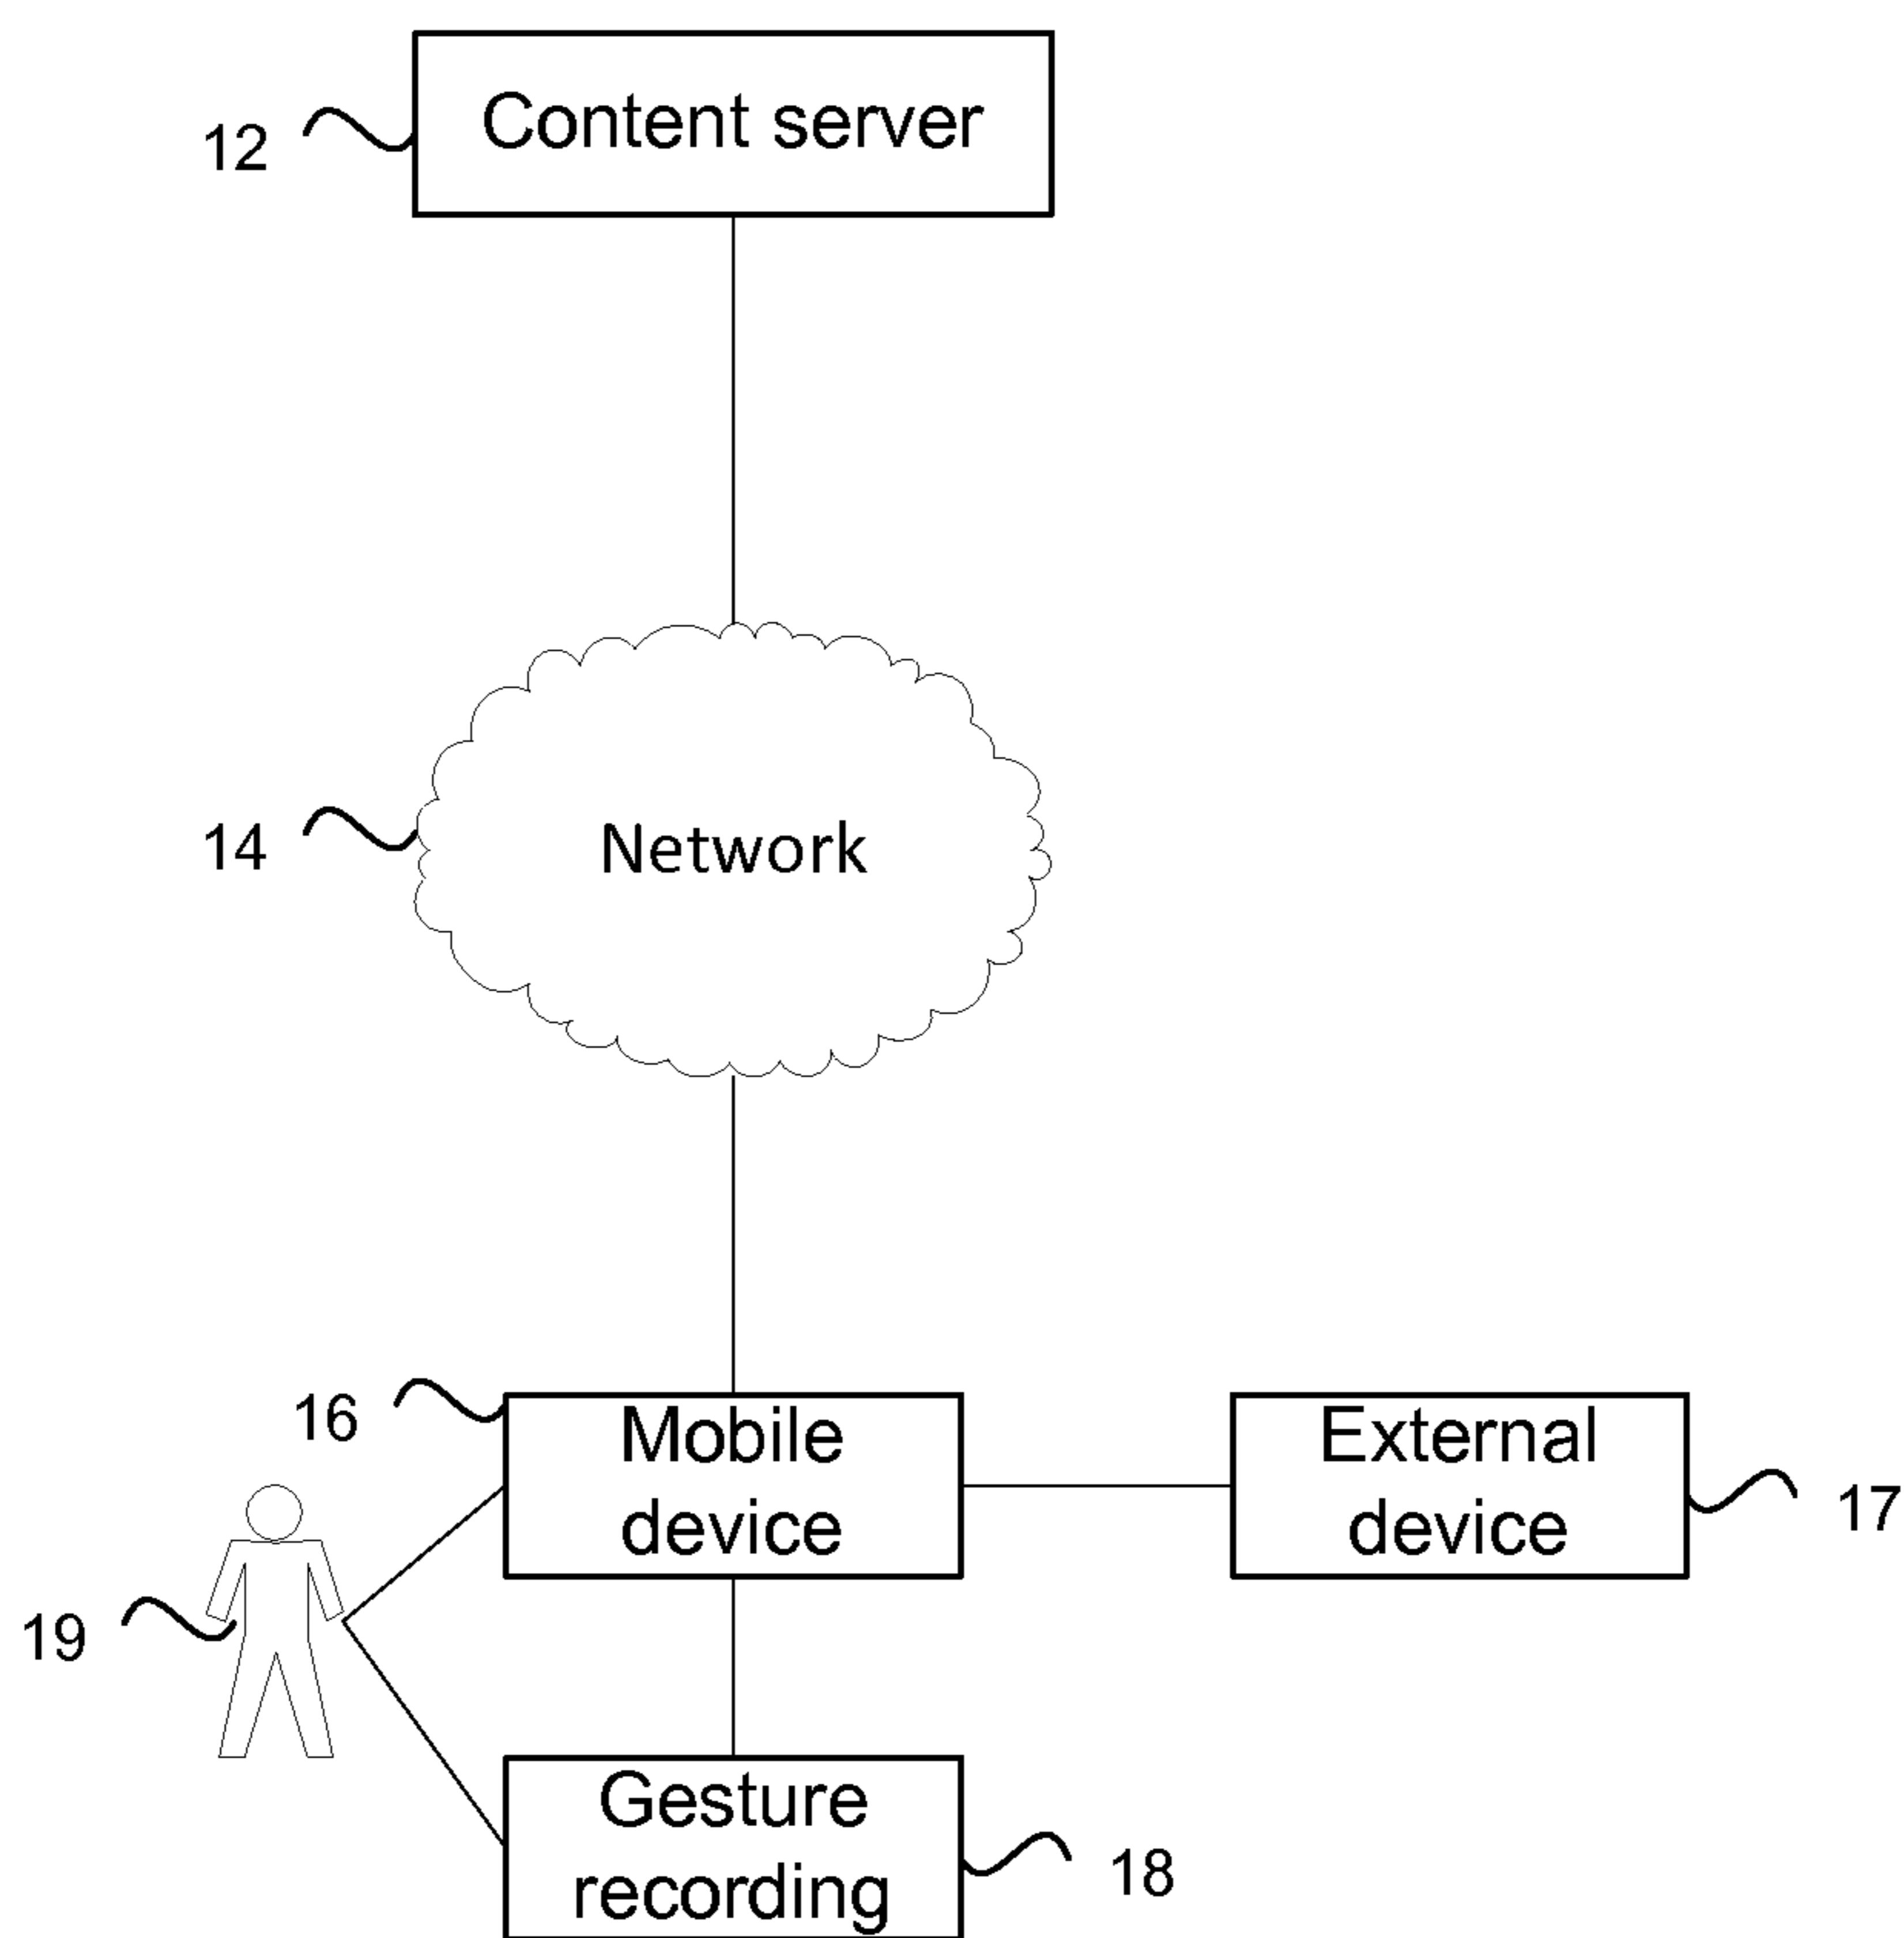 Content server
12
14
Network
16
Mobile
device
External
device
17
19
Gesture
recording
18